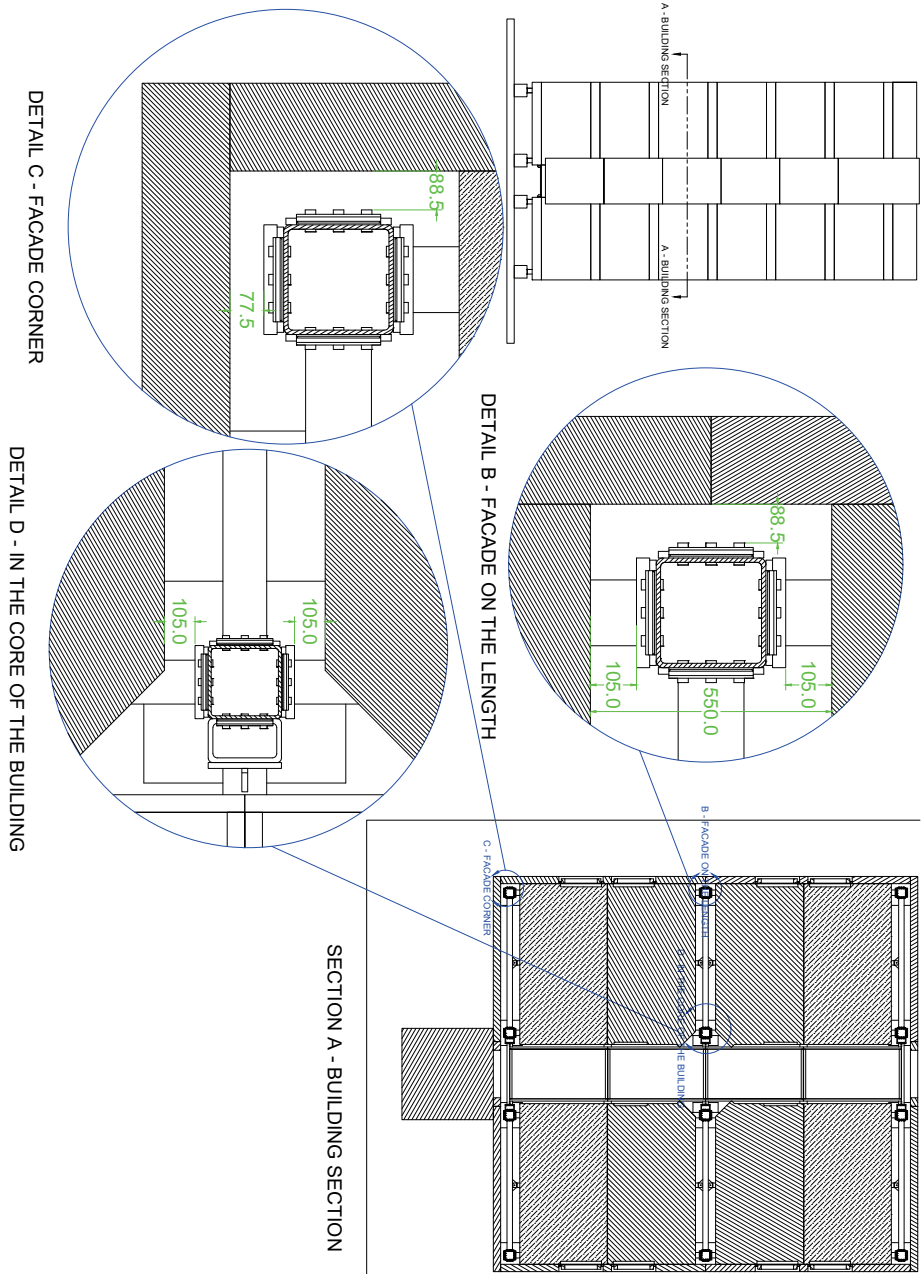 A - BUILDING SECTION
A - BUILDING SECTION
DETAIL B - FACADE ON THE LENGTH
88.5
105.0
550.0
105.0
DETAIL C - FACADE CORNER
88.5
77.5
DETAIL D - IN THE CORE OF THE BUILDING
105.0
105.0
SECTION A - BUILDING SECTION
B - FACADE ON THE LENGTH
C - FACADE CORNER
D - IN THE CORE OF THE BUILDING